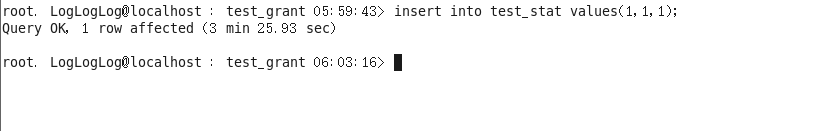 root. LogLogLog@localhost : test_grant 05:59:43> insert into test_stat values(1,1,1);
Query OK, 1 row affected (3 min 25.93 sec)
root. LogLogLog@localhost : test_grant 06:03:16>